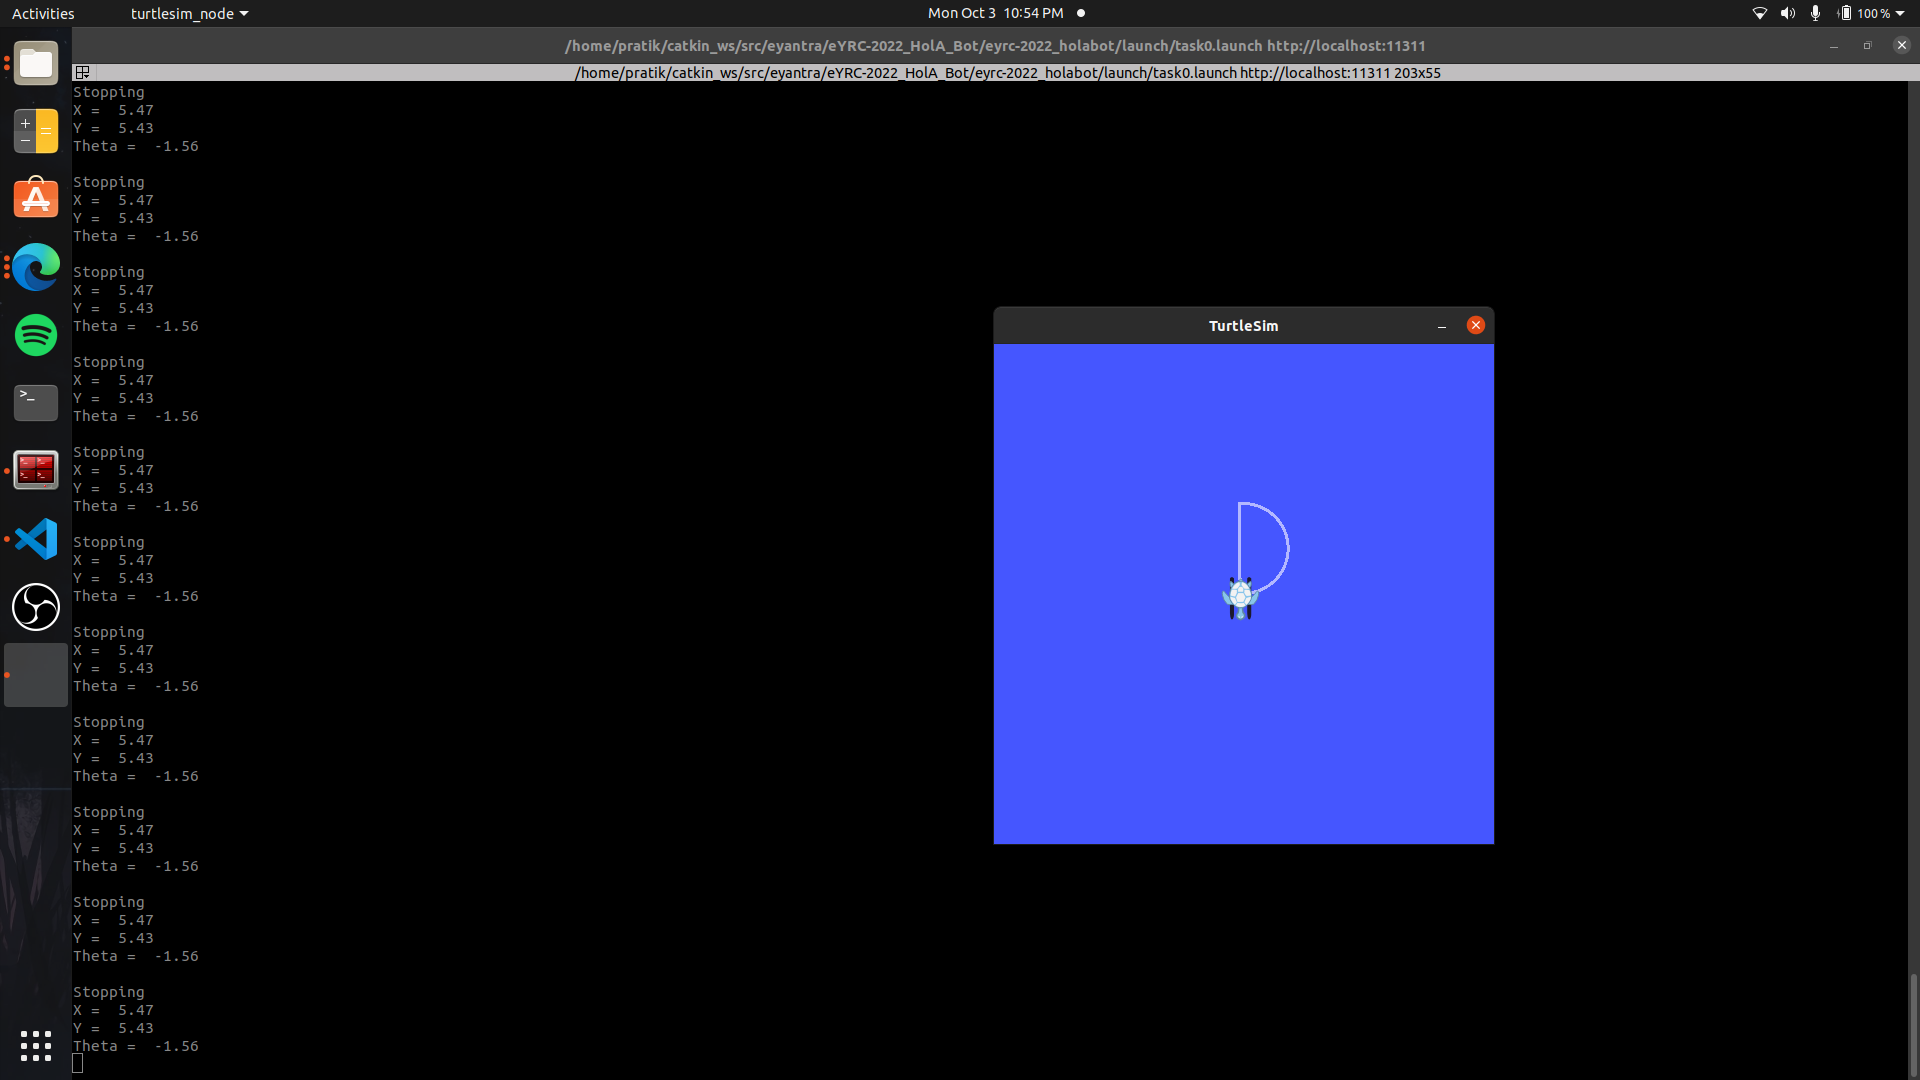 Activities
turtlesim_node
Mon Oct 3 10:54 PM
100 %
/home/pratik/catkin_ws/src/eyantra/eYRC-2022_HolA_Bot/eyrc-2022_holabot/launch/task0.launch http://localhost:11311
/home/pratik/catkin_ws/src/eyantra/eYRC-2022_HolA_Bot/eyrc-2022_holabot/launch/task0.launch http://localhost:11311 203x55
Stopping
X =  5.47
Y =  5.43
Theta =  -1.56
Stopping
X =  5.47
Y =  5.43
Theta =  -1.56
Stopping
X =  5.47
Y =  5.43
Theta =  -1.56
Stopping
X =  5.47
Y =  5.43
Theta =  -1.56
Stopping
X =  5.47
Y =  5.43
Theta =  -1.56
Stopping
X =  5.47
Y =  5.43
Theta =  -1.56
Stopping
X =  5.47
Y =  5.43
Theta =  -1.56
Stopping
X =  5.47
Y =  5.43
Theta =  -1.56
Stopping
X =  5.47
Y =  5.43
Theta =  -1.56
Stopping
X =  5.47
Y =  5.43
Theta =  -1.56
Stopping
X =  5.47
Y =  5.43
Theta =  -1.56
TurtleSim